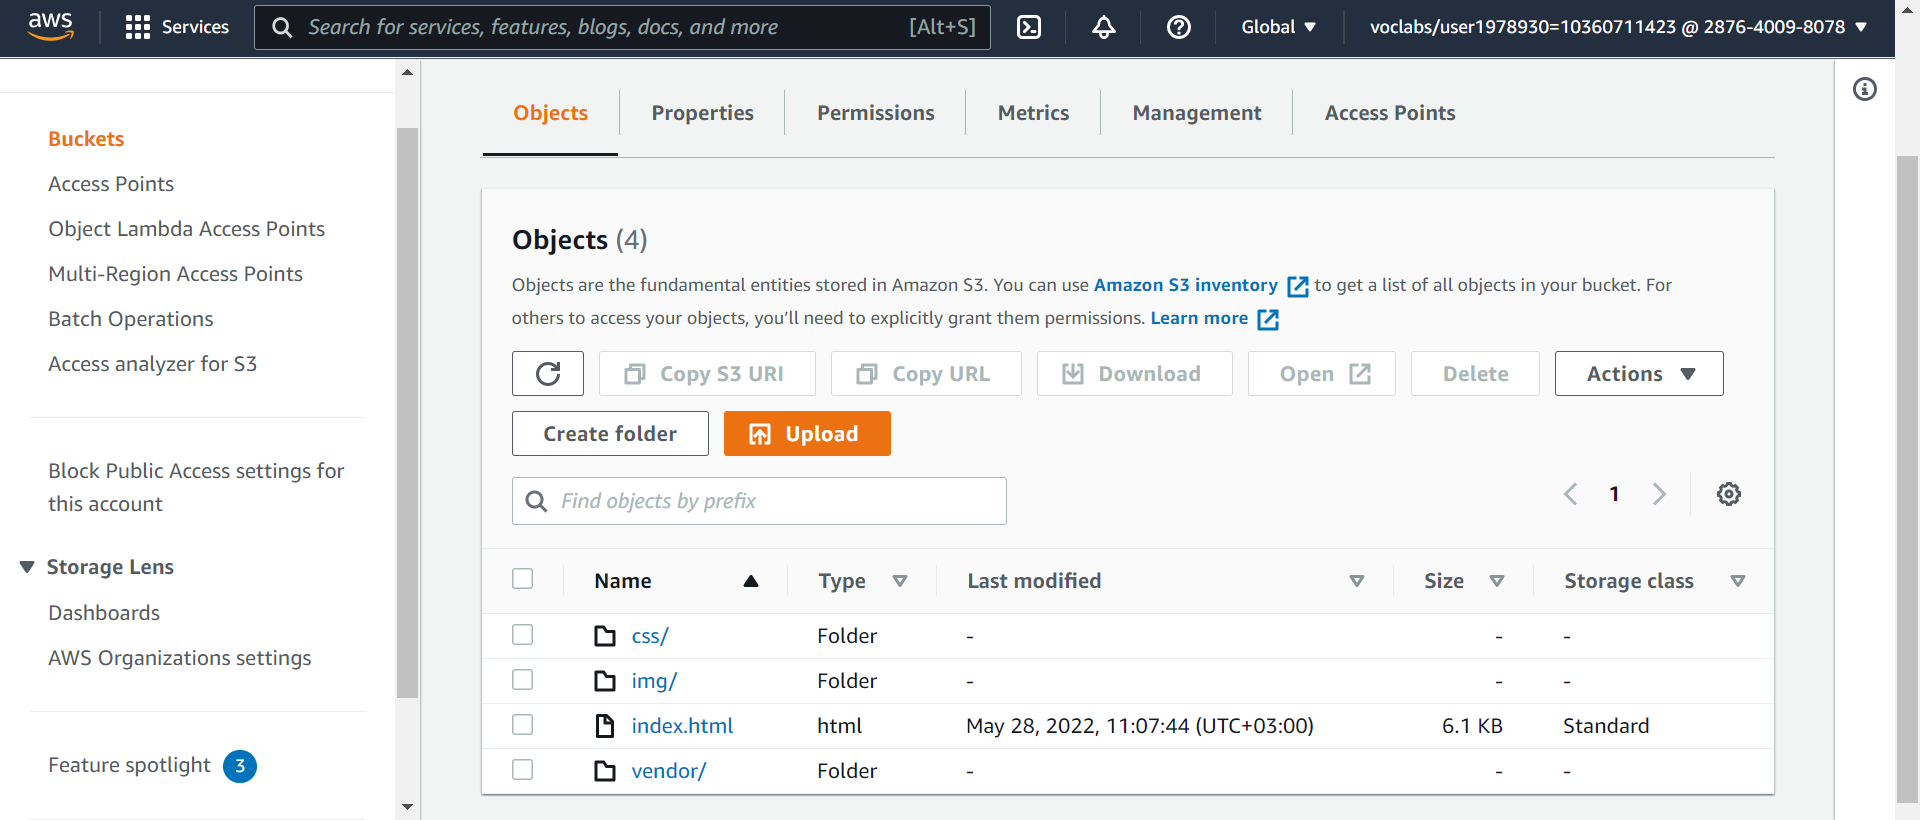 aws
Services
Search for services, features, blogs, docs, and more [Alt+S]
Global
voclabs/user1978930=10360711423 @ 2876-4009-8078
Buckets
Access Points
Object Lambda Access Points
Multi-Region Access Points
Batch Operations
Access analyzer for S3
Block Public Access settings for
this account
Storage Lens
Dashboards
AWS Organizations settings
Feature spotlight 3
Objects Properties Permissions Metrics Management Access Points
Objects (4)
Objects are the fundamental entities stored in Amazon S3. You can use Amazon S3 inventory to get a list of all objects in your bucket. For
others to access your objects, you'll need to explicitly grant them permissions. Learn more
Copy S3 URI Copy URL Download Open Delete Actions
Create folder Upload
Find objects by prefix
1
Name Type Last modified Size Storage class
css/ Folder - - -
img/ Folder - - -
index.html html May 28, 2022, 11:07:44 (UTC+03:00) 6.1 KB Standard
vendor/ Folder - - -